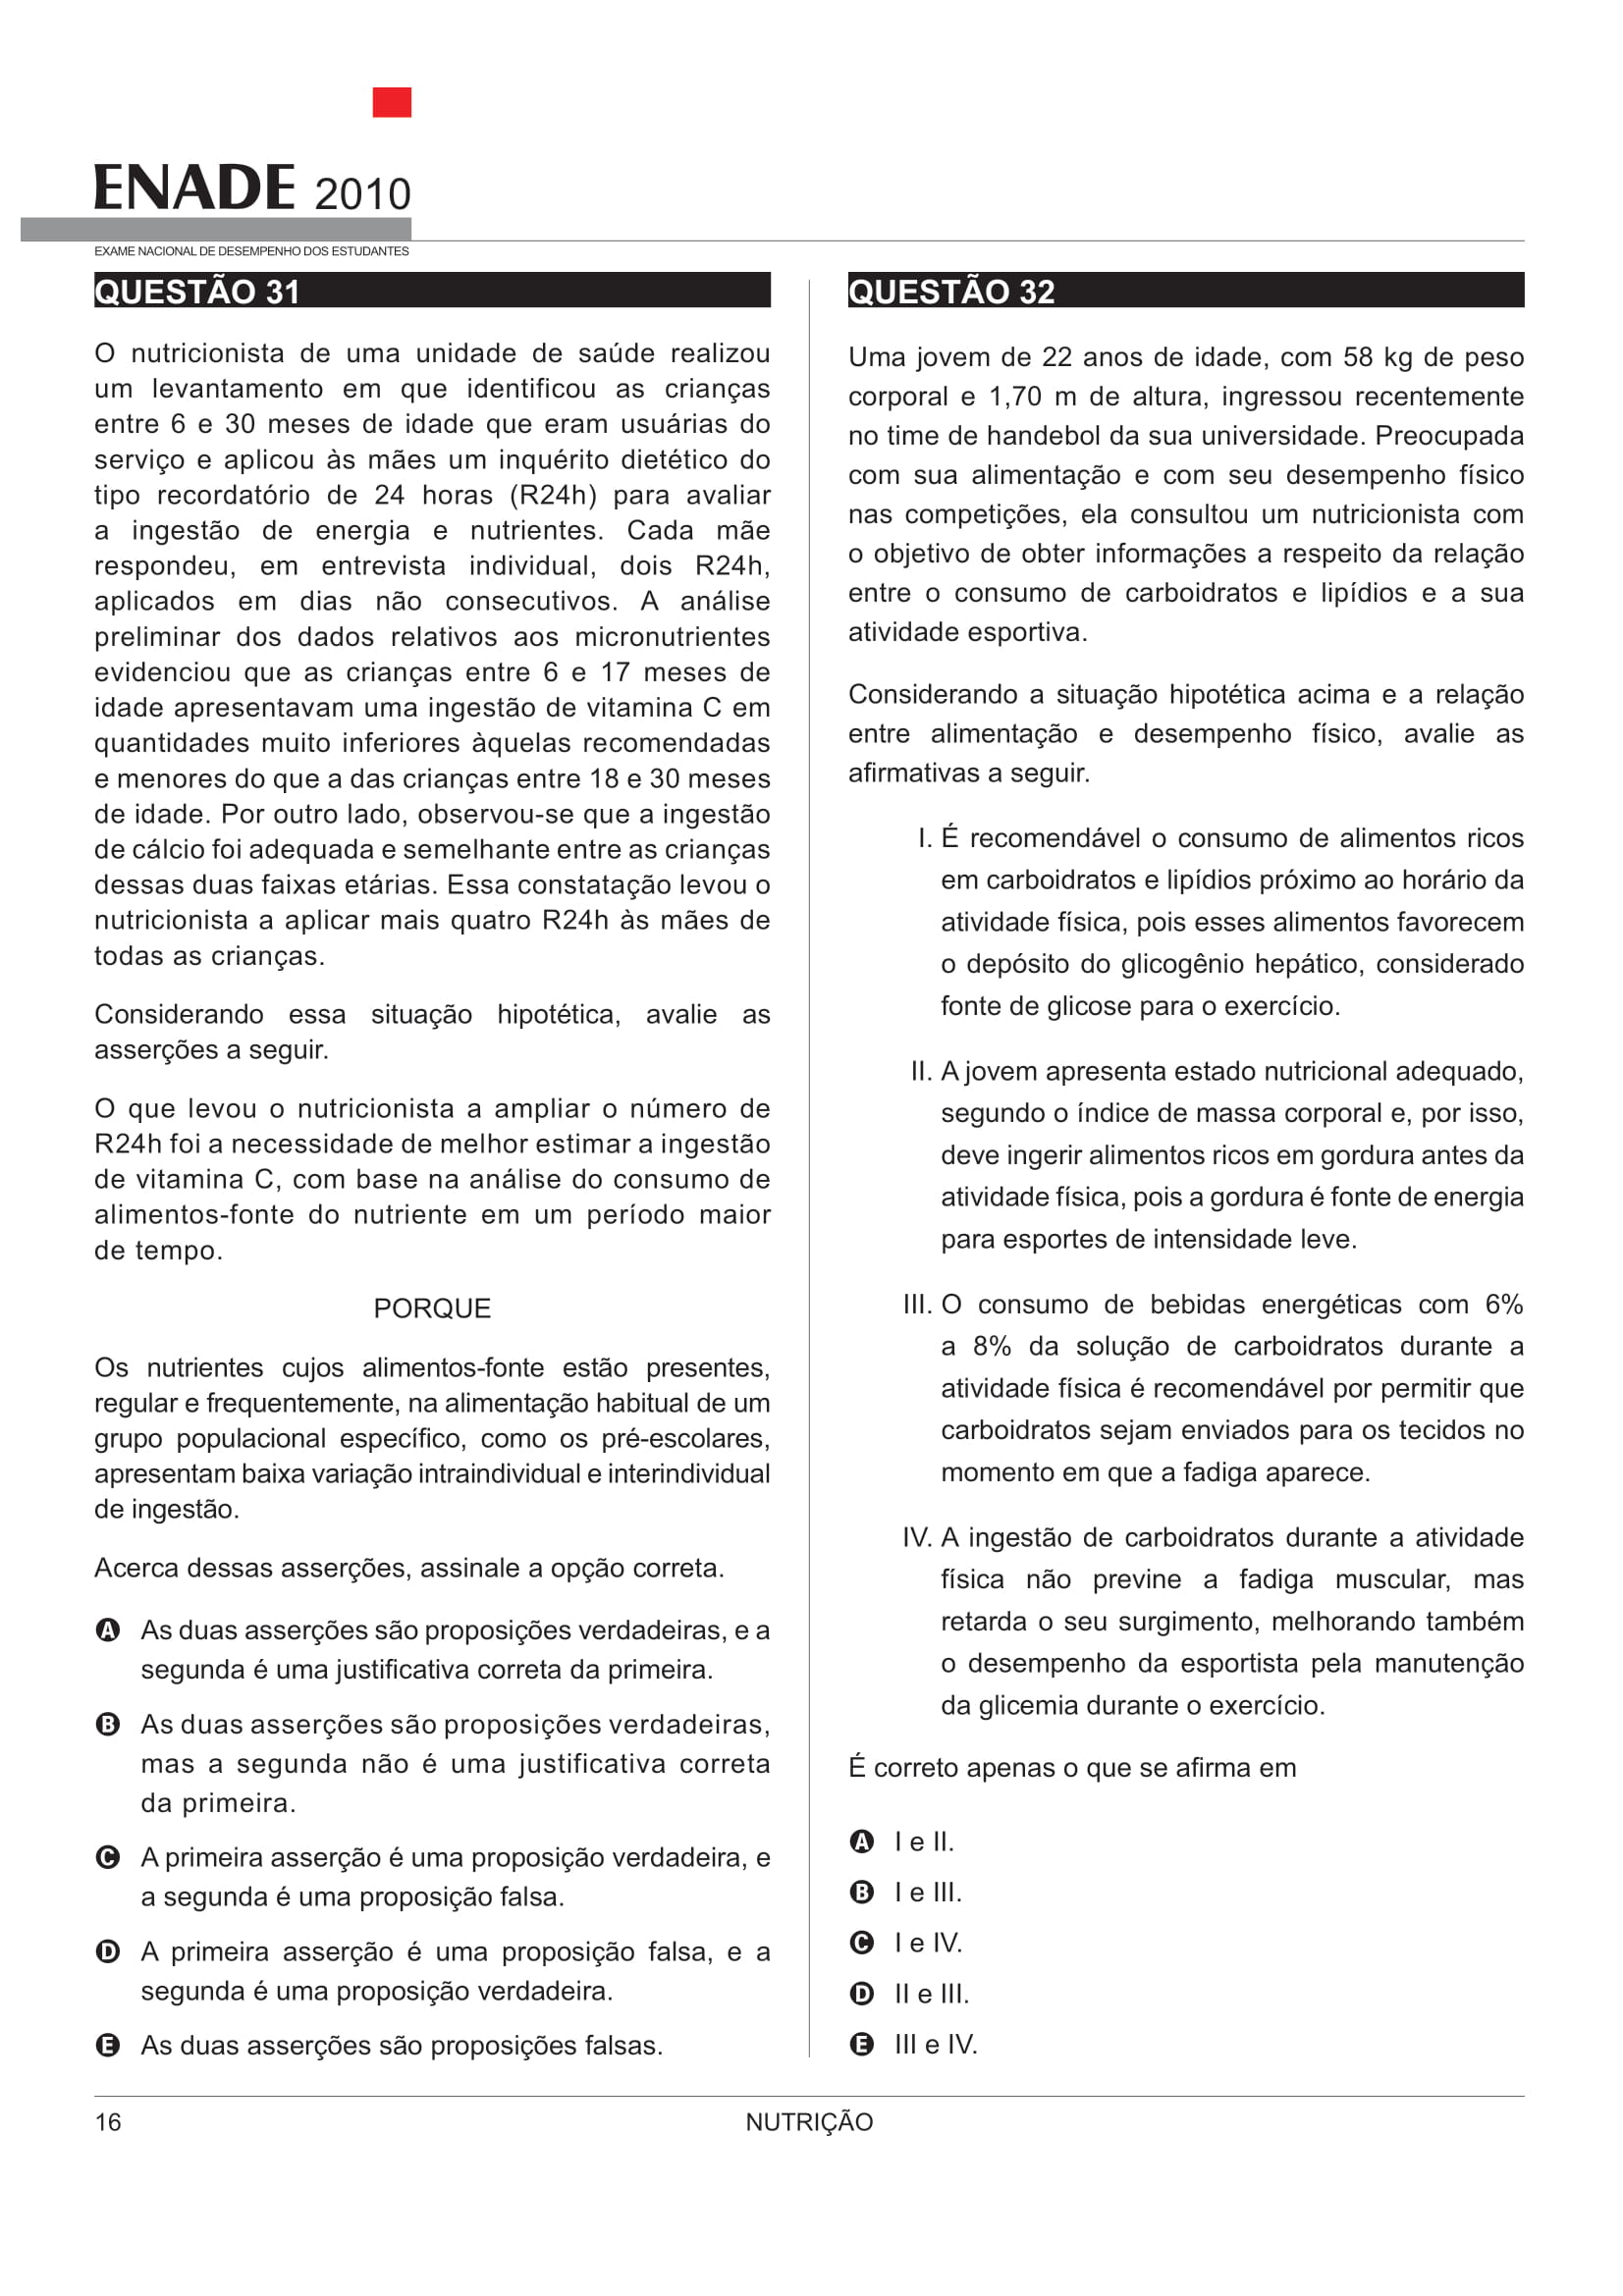 ENADE 2010
EXAME NACIONAL DE DESEMPENHO DOS ESTUDANTES
QUESTÃO 31
O nutricionista de uma unidade de saúde realizou
um levantamento em que identificou as crianças
entre 6 e 30 meses de idade que eram usuárias do
serviço e aplicou às mães um inquérito dietético do
tipo recordatório de 24 horas (R24h) para avaliar
a ingestão de energia e nutrientes. Cada mãe
respondeu, em entrevista individual, dois R24h,
aplicados em dias não consecutivos. A análise
preliminar dos dados relativos aos micronutrientes
evidenciou que as crianças entre 6 e 17 meses de
idade apresentavam uma ingestão de vitamina C em
quantidades muito inferiores àquelas recomendadas
e menores do que a das crianças entre 18 e 30 meses
de idade. Por outro lado, observou-se que a ingestão
de cálcio foi adequada e semelhante entre as crianças
dessas duas faixas etárias. Essa constatação levou o
nutricionista a aplicar mais quatro R24h às mães de
todas as crianças.
Considerando essa situação hipotética, avalie as
asserções a seguir.
O que levou o nutricionista a ampliar o número de
R24h foi a necessidade de melhor estimar a ingestão
de vitamina C, com base na análise do consumo de
alimentos-fonte do nutriente em um período maior
de tempo.
PORQUE
Os nutrientes cujos alimentos-fonte estão presentes,
regular e frequentemente, na alimentação habitual de um
grupo populacional específico, como os pré-escolares,
apresentam baixa variação intraindividual e interindividual
de ingestão.
Acerca dessas asserções, assinale a opção correta.
A As duas asserções são proposições verdadeiras, e a
segunda é uma justificativa correta da primeira.
B As duas asserções são proposições verdadeiras,
mas a segunda não é uma justificativa correta
da primeira.
C A primeira asserção é uma proposição verdadeira, e
a segunda é uma proposição falsa.
D A primeira asserção é uma proposição falsa, e a
segunda é uma proposição verdadeira.
E As duas asserções são proposições falsas.
QUESTÃO 32
Uma jovem de 22 anos de idade, com 58 kg de peso
corporal e 1,70 m de altura, ingressou recentemente
no time de handebol da sua universidade. Preocupada
com sua alimentação e com seu desempenho físico
nas competições, ela consultou um nutricionista com
o objetivo de obter informações a respeito da relação
entre o consumo de carboidratos e lipídios e a sua
atividade esportiva.
Considerando a situação hipotética acima e a relação
entre alimentação e desempenho físico, avalie as
afirmativas a seguir.
I. É recomendável o consumo de alimentos ricos
em carboidratos e lipídios próximo ao horário da
atividade física, pois esses alimentos favorecem
o depósito do glicogênio hepático, considerado
fonte de glicose para o exercício.
II. A jovem apresenta estado nutricional adequado,
segundo o índice de massa corporal e, por isso,
deve ingerir alimentos ricos em gordura antes da
atividade física, pois a gordura é fonte de energia
para esportes de intensidade leve.
III. O consumo de bebidas energéticas com 6%
a 8% da solução de carboidratos durante a
atividade física é recomendável por permitir que
carboidratos sejam enviados para os tecidos no
momento em que a fadiga aparece.
IV. A ingestão de carboidratos durante a atividade
física não previne a fadiga muscular, mas
retarda o seu surgimento, melhorando também
o desempenho da esportista pela manutenção
da glicemia durante o exercício.
É correto apenas o que se afirma em
A I e II.
B I e III.
C I e IV.
D II e III.
E III e IV.
16
NUTRIÇÃO